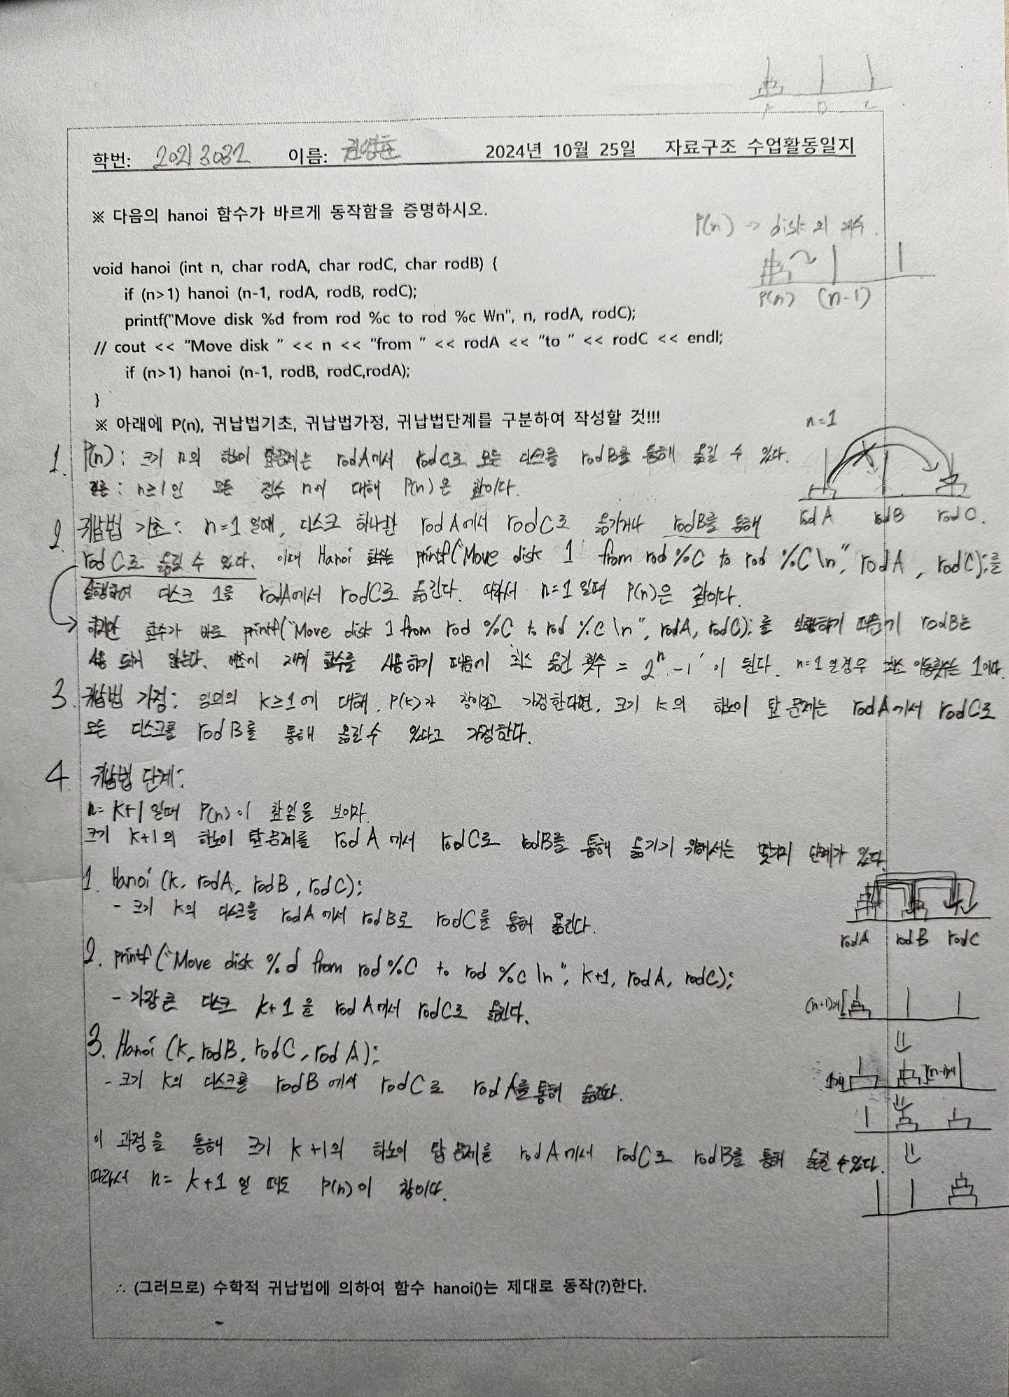 A B C
학번: 20213032 이름: 2024년 10월 25일 자료구조 수업활동일지
※ 다음의 hanoi 함수가 바르게 동작함을 증명하시오.
P(n) -> disk의 개수.
void hanoi (int n, char rodA, char rodC, char rodB) {
if (n>1) hanoi (n-1, rodA, rodB, rodC);
P(n) (n-1)
printf("Move disk %d from rod %c to rod %c Wn", n, rodA, rodC);
// cout << "Move disk " << n << "from " << rodA << "to " << rodC << endl;
if (n>1) hanoi (n-1, rodB, rodC,rodA);
}
※ 아래에 P(n), 귀납법기초, 귀납법가정, 귀납법단계를 구분하여 작성할 것!!!
n=1
1. P(n): 크기 n의 하노이 탑문제는 rodA에서 rodC로 모든 디스크를 rodB를 통해 옮길 수 있다.
결론: n≥1인 모든 정수 n에 대해 P(n)은 참이다.
rodA rodB rodC.
2. 귀납법 기초: n=1 일때, 디스크 하나만 rodA에서 rodC로 옮기거나 rodB를 통해
rodC로 옮길 수 있다. 이때 Hanoi 함수는 printf("Move disk 1 from rod %C to rod %C \n", rodA, rodC);를
실행하여 디스크 1을 rodA에서 rodC로 옮긴다. 따라서 n=1 일때 P(n)은 참이다.
하지만 함수가 바로 printf("Move disk 1 from rod %C to rod %C \n", rodA, rodC);를 실행하기 때문에 rodB는
사용 되지 않는다. 재귀 함수를 사용하기 때문에 최소 옮긴 횟수 = 2^n-1 이 된다. n=1일경우 최소 이동횟수는 1이다.
3. 귀납법 가정: 임의의 k≥1에 대해, P(k)가 참이라고 가정한다면, 크기 k의 하노이 탑 문제는 rodA에서 rodC로
모든 디스크를 rodB를 통해 옮길수 있다고 가정한다.
4. 귀납법 단계:
n=k+1 일때 P(n)이 참임을 보이자.
크기 k+1의 하노이 탑문제를 rodA에서 rodC로 rodB를 통해 옮기기 위해서는 몇가지 단계가 있다.
1. Hanoi (k, rodA, rodB, rodC);
- 크기 k의 디스크를 rodA에서 rodB로 rodC를 통해 옮긴다.
rodA rodB rodC
2. printf("Move disk %d from rod %C to rod %c \n", k+1, rodA, rodC);
- 가장 큰 디스크 k+1을 rodA에서 rodC로 옮긴다.
3. Hanoi (k, rodB, rodC, rodA);
- 크기 k의 디스크를 rodB에서 rodC로 rodA를 통해 옮긴다.
이 과정을 통해 크기 k+1의 하노이 탑 문제를 rodA에서 rodC로 rodB를 통해 옮길 수 있다.
따라서 n=k+1 일 때도 P(n)이 참이다.
∴ (그러므로) 수학적 귀납법에 의하여 함수 hanoi()는 제대로 동작(?)한다.